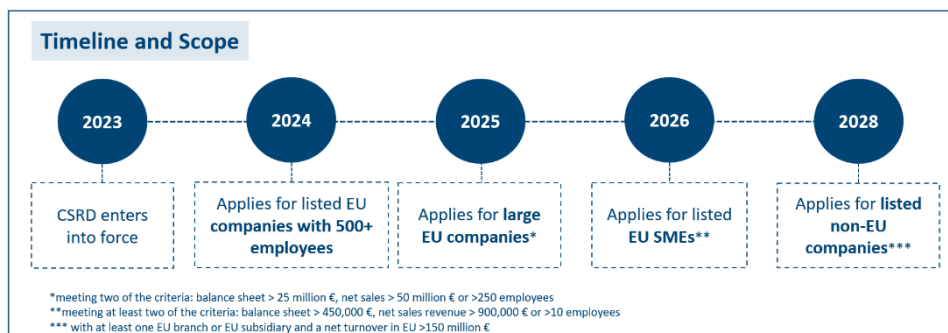 Timeline and Scope
2023
2024
2025
2026
2028
CSRD enters
into force
Applies for listed EU
companies with 500+
employees
Applies for large
EU companies*
Applies for listed
EU SMEs**
Applies for listed
non-EU
companies***
*meeting two of the criteria: balance sheet > 25 million €, net sales > 50 million € or >250 employees
**meeting at least two of the criteria: balance sheet > 450,000 €, net sales revenue > 900,000 € or >10 employees
*** with at least one EU branch or EU subsidiary and a net turnover in EU >150 million €